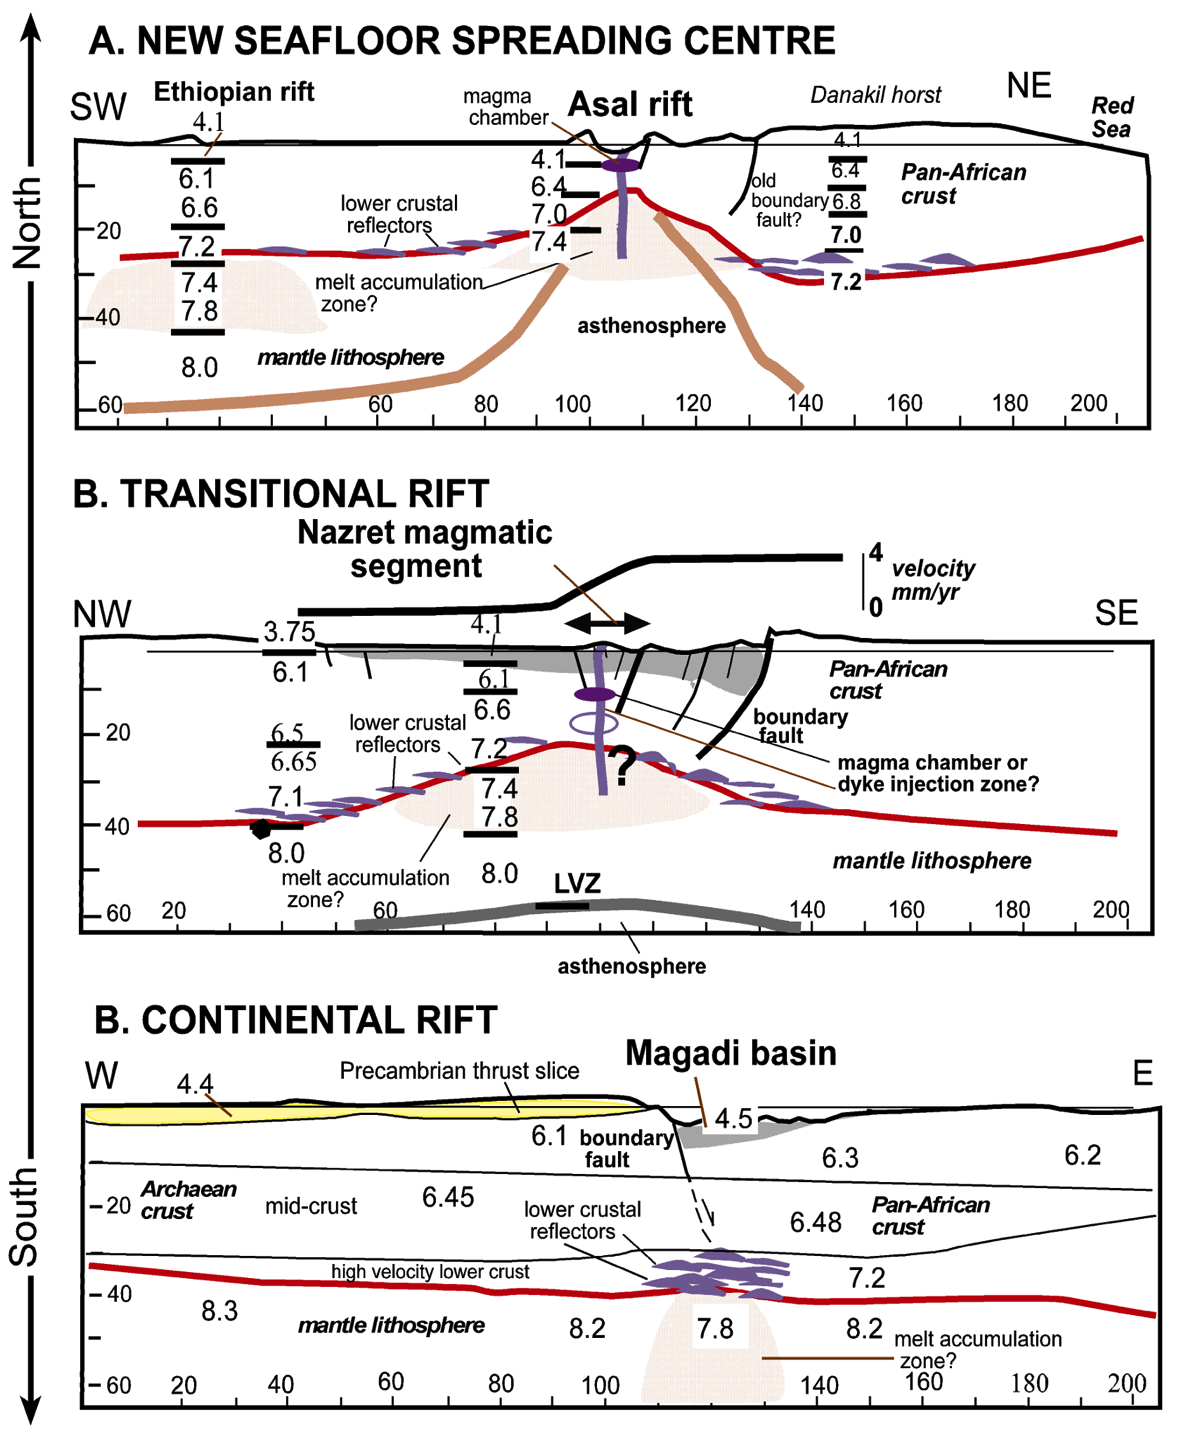 A. NEW SEAFLOOR SPREADING CENTRE
SW
Ethiopian rift
magma
chamber
Asal rift
Danakil horst
NE
Red
Sea
4.1
6.1
6.6
7.2
7.4
7.8
8.0
lower crustal
reflectors
4.1
6.4
7.0
7.4
melt accumulation
zone?
old
boundary
fault?
4.1
6.4
6.8
7.0
7.2
Pan-African
crust
asthenosphere
mantle lithosphere
20
40
60
60
80
100
120
140
160
180
200
North
B. TRANSITIONAL RIFT
Nazret magmatic
segment
4
velocity
mm/yr
0
NW
SE
3.75
6.1
6.5
6.65
7.1
8.0
4.1
6.1
6.6
7.2
7.4
7.8
8.0
lower crustal
reflectors
?
Pan-African
crust
boundary
fault
magma chamber or
dyke injection zone?
melt accumulation
zone?
mantle lithosphere
LVZ
20
40
60
20
60
140
160
180
200
asthenosphere
B. CONTINENTAL RIFT
Magadi basin
W
E
4.4
Precambrian thrust slice
4.5
6.1
boundary
fault
6.3
6.2
Archaean
crust
mid-crust
6.45
lower crustal
reflectors
6.48
Pan-African
crust
high velocity lower crust
7.2
8.3
mantle lithosphere
8.2
7.8
8.2
melt accumulation
zone?
20
40
60
20
40
60
80
100
140
160
180
200
South